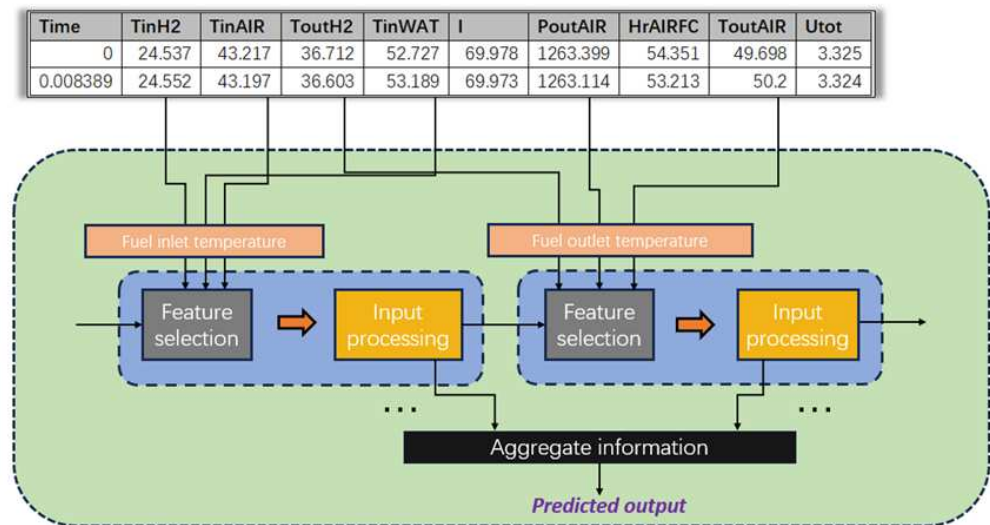 Time TinH2 TinAIR ToutH2 TinWAT I PoutAIR HrAIRFC ToutAIR Utot
0 24.537 43.217 36.712 52.727 69.978 1263.399 54.351 49.698 3.325
0.008389 24.552 43.197 36.603 53.189 69.973 1263.114 53.213 50.2 3.324
Fuel inlet temperature Fuel outlet temperature
Feature Input Feature Input
selection processing selection processing
... ...
Aggregate information
Predicted output